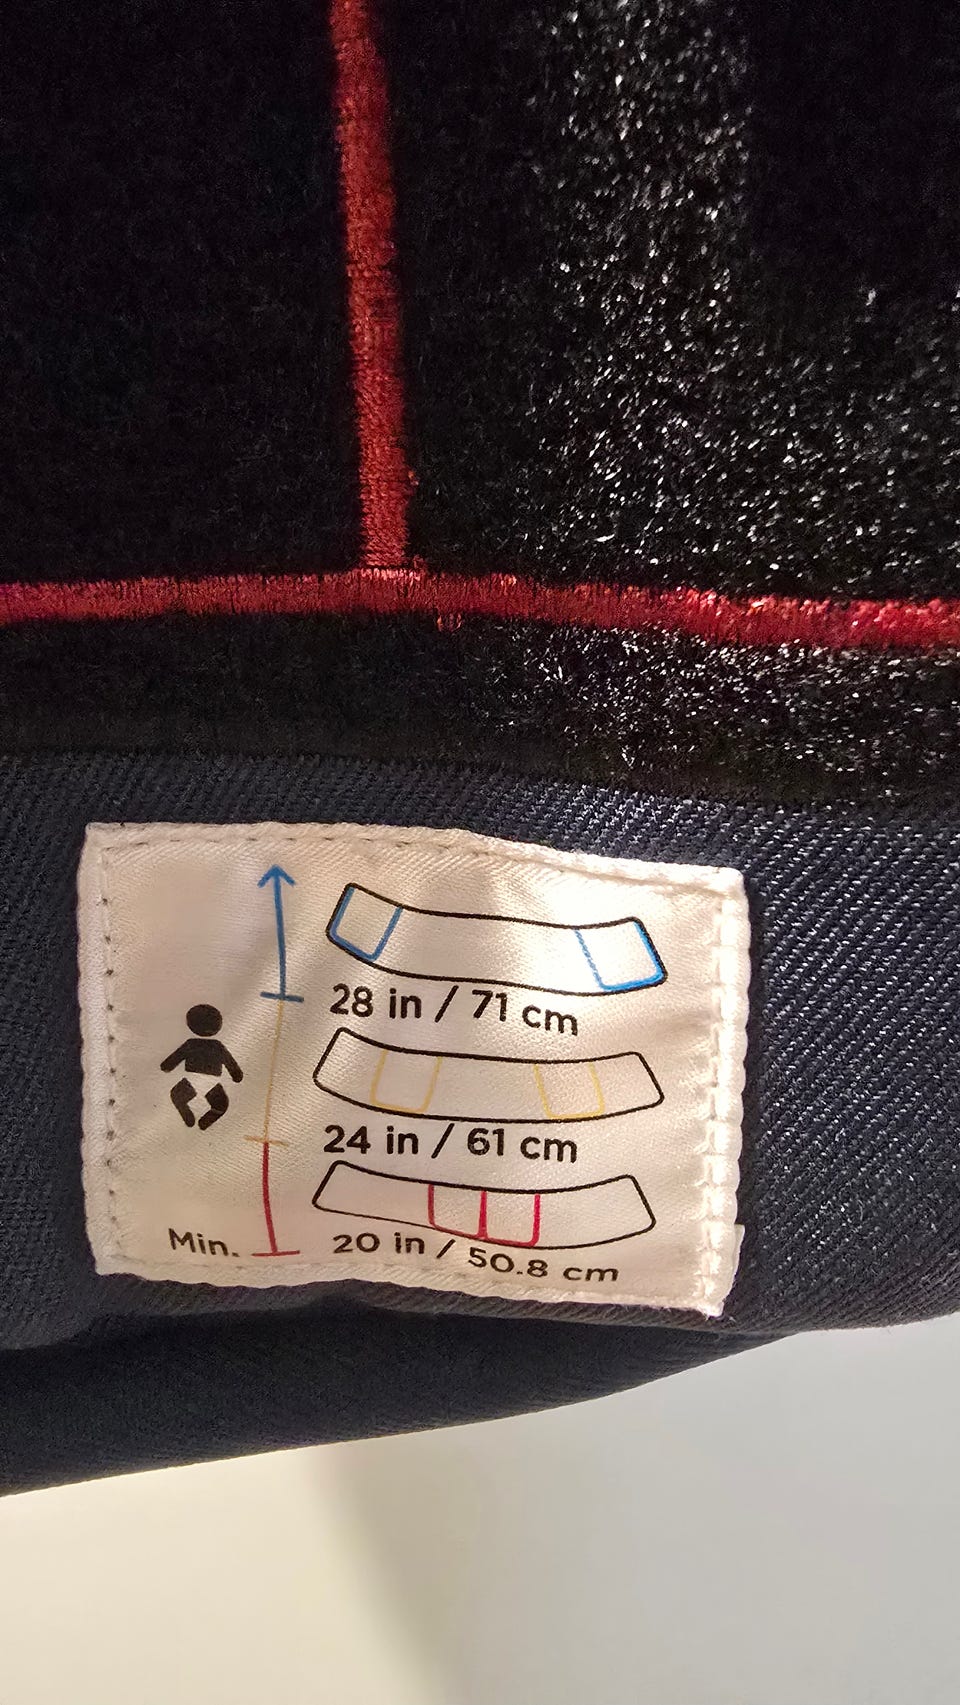 28 in / 71 cm
24 in / 61 cm
Min. 20 in / 50.8 cm